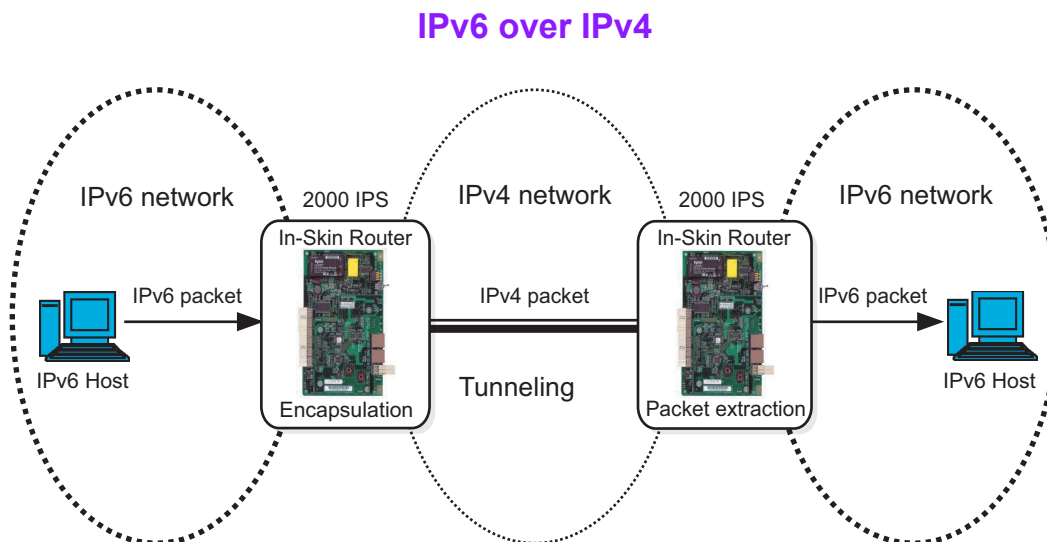 IPv6 over IPv4
IPv6 network
2000 IPS
IPv4 network
2000 IPS
IPv6 network
In-Skin Router
In-Skin Router
IPv6 packet
IPv4 packet
IPv6 packet
IPv6 Host
Encapsulation
Tunneling
Packet extraction
IPv6 Host